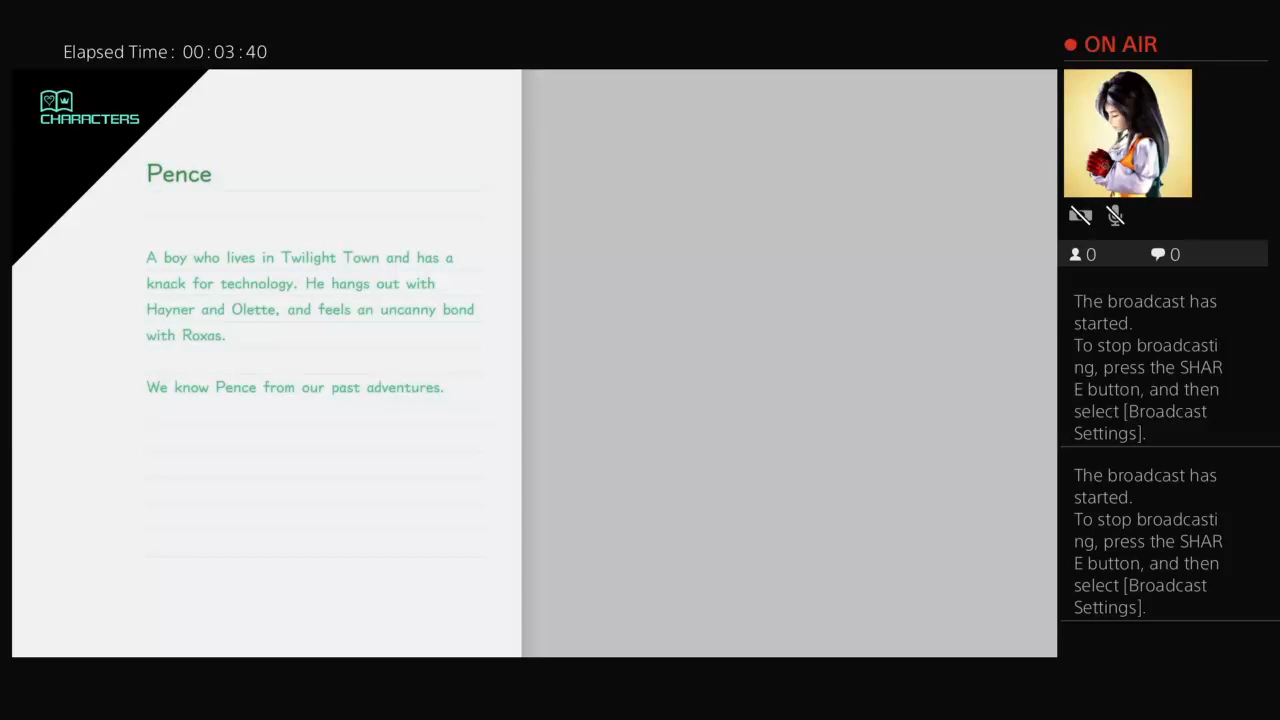 Elapsed Time: 00:03:40
ON AIR
CHARACTERS
Pence
A boy who lives in Twilight Town and has a
knack for technology. He hangs out with
Hayner and Olette, and feels an uncanny bond
with Roxas.
We know Pence from our past adventures.
0
0
The broadcast has
started.
To stop broadcasti
ng, press the SHAR
E button, and then
select [Broadcast
Settings].
The broadcast has
started.
To stop broadcasti
ng, press the SHAR
E button, and then
select [Broadcast
Settings].